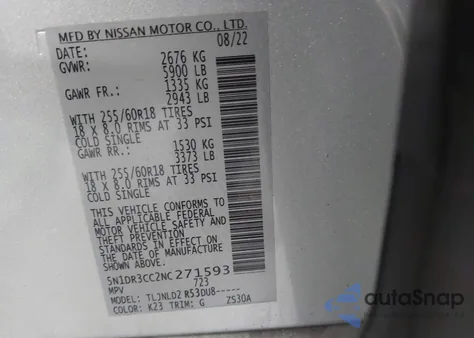 MFD BY NISSAN MOTOR CO., LTD.
DATE: 08/22
GVWR: 2676 KG
5900 LB
GAWR FR.: 1335 KG
2943 LB
WITH 255/60R18 TIRES
18 X 8.0 RIMS AT 33 PSI
COLD SINGLE
GAWR RR.: 1530 KG
3373 LB
WITH 255/60R18 TIRES
18 X 8.0 RIMS AT 33 PSI
COLD SINGLE
THIS VEHICLE CONFORMS TO
ALL APPLICABLE FEDERAL
MOTOR VEHICLE SAFETY AND
THEFT PREVENTION
STANDARDS IN EFFECT ON
THE DATE OF MANUFACTURE
SHOWN ABOVE.
5N1DR3CC2NC271593
MPV 723
MODEL: TLJNLD2 R53DU8-----
COLOR: K23 TRIM: G ZS30A
autoSnap